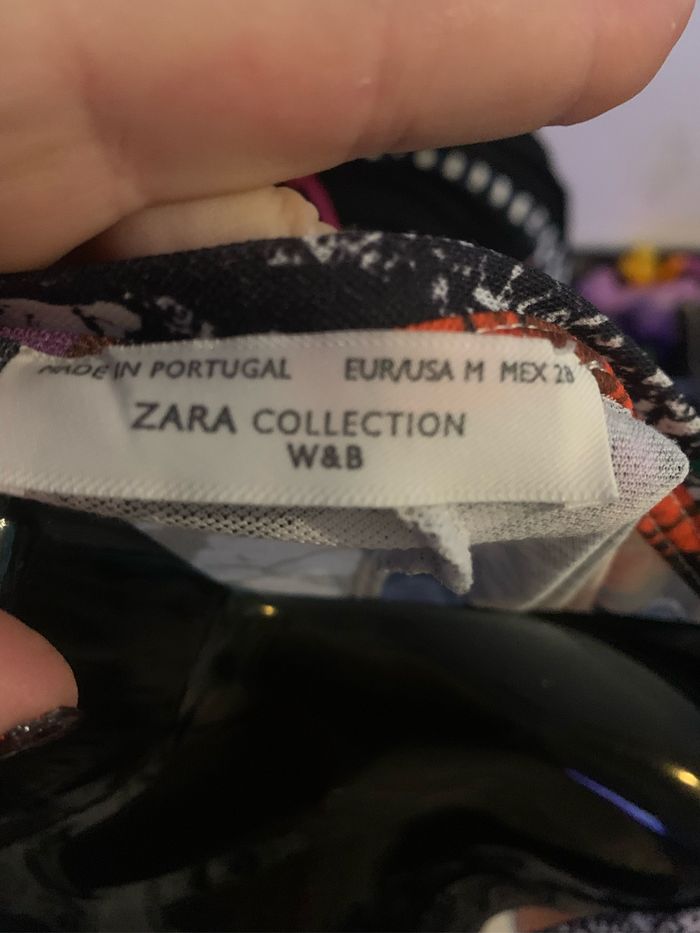 MADE IN PORTUGAL EUR/USA M MEX 28
ZARA COLLECTION
W&B